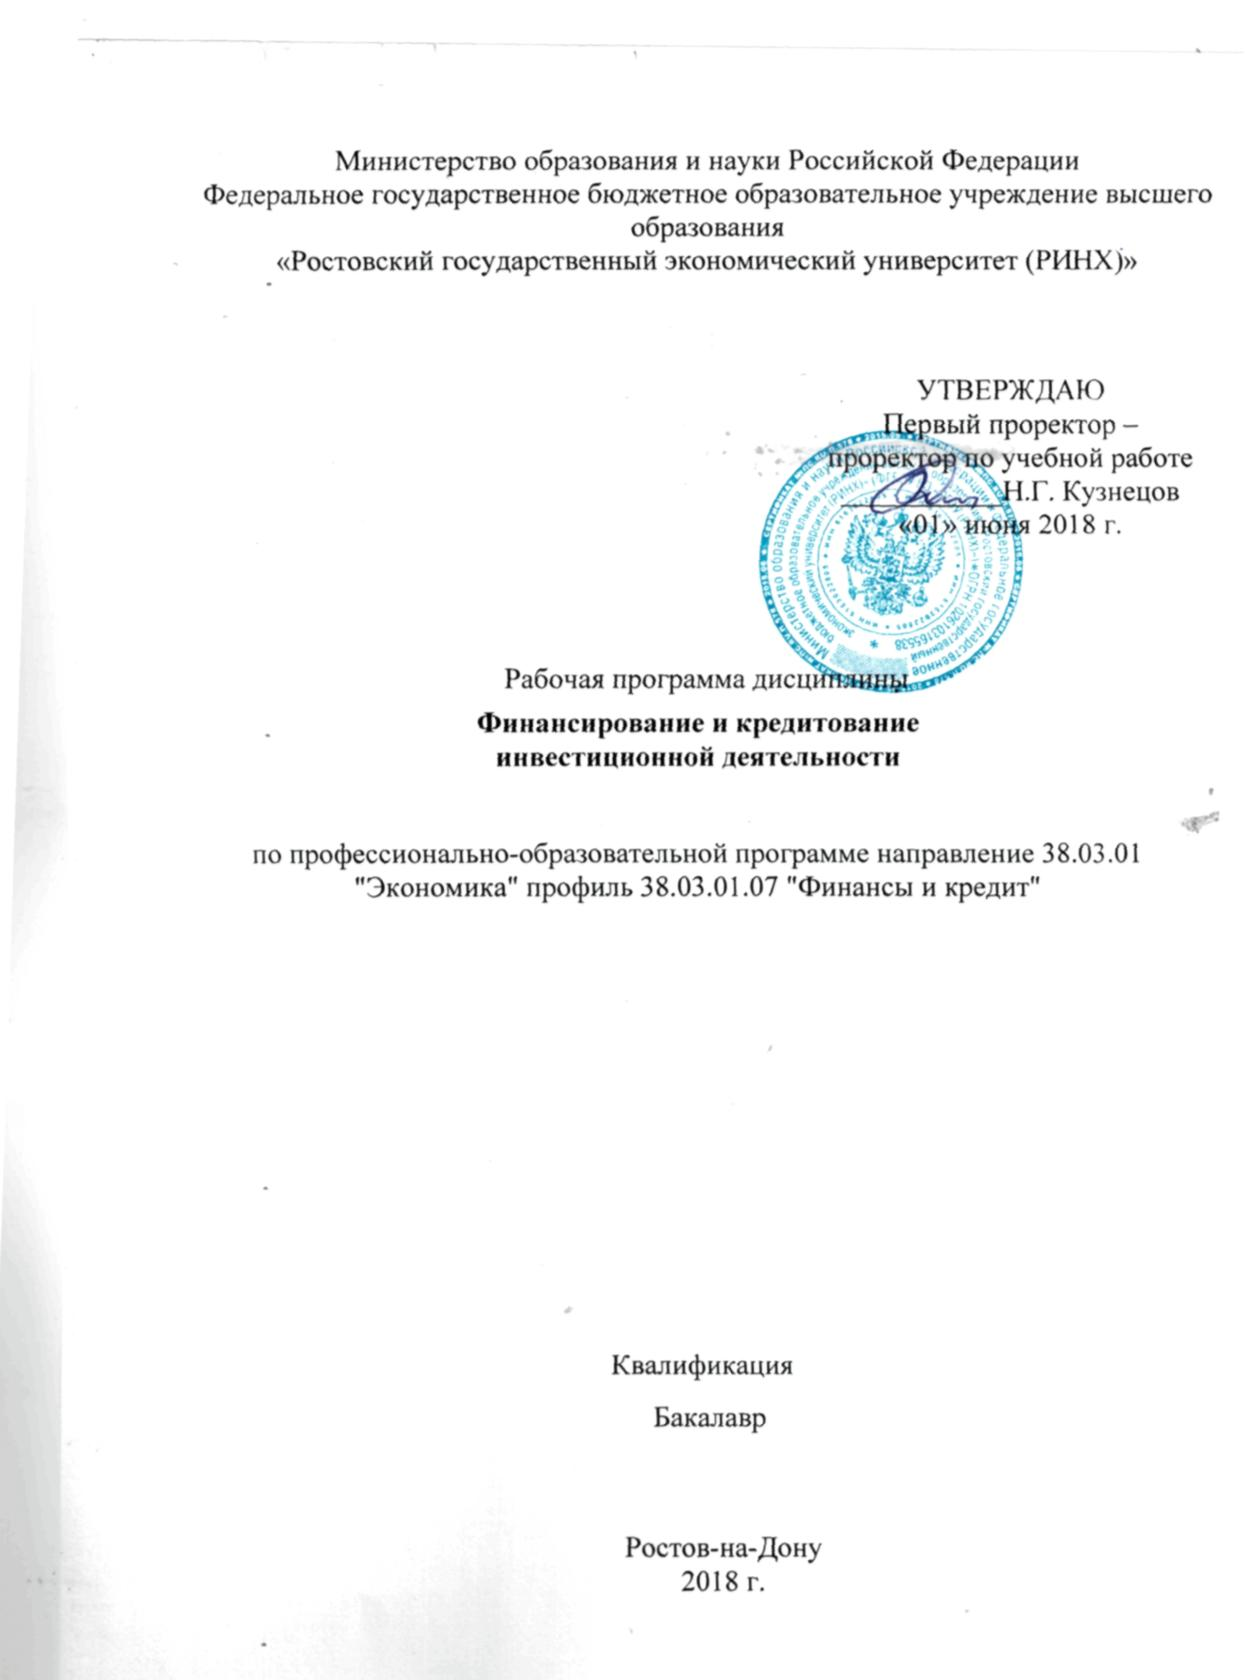 Министерство образования и науки Российской Федерации
Федеральное государственное бюджетное образовательное учреждение высшего
образования
«Ростовский государственный экономический университет (РИНХ)»
УТВЕРЖДАЮ
Первый проректор –
проректор по учебной работе
Н.Г. Кузнецов
«01» июня 2018 г.
Рабочая программа дисциплины
Финансирование и кредитование
инвестиционной деятельности
по профессионально-образовательной программе направление 38.03.01
"Экономика" профиль 38.03.01.07 "Финансы и кредит"
Квалификация
Бакалавр
Ростов-на-Дону
2018 г.